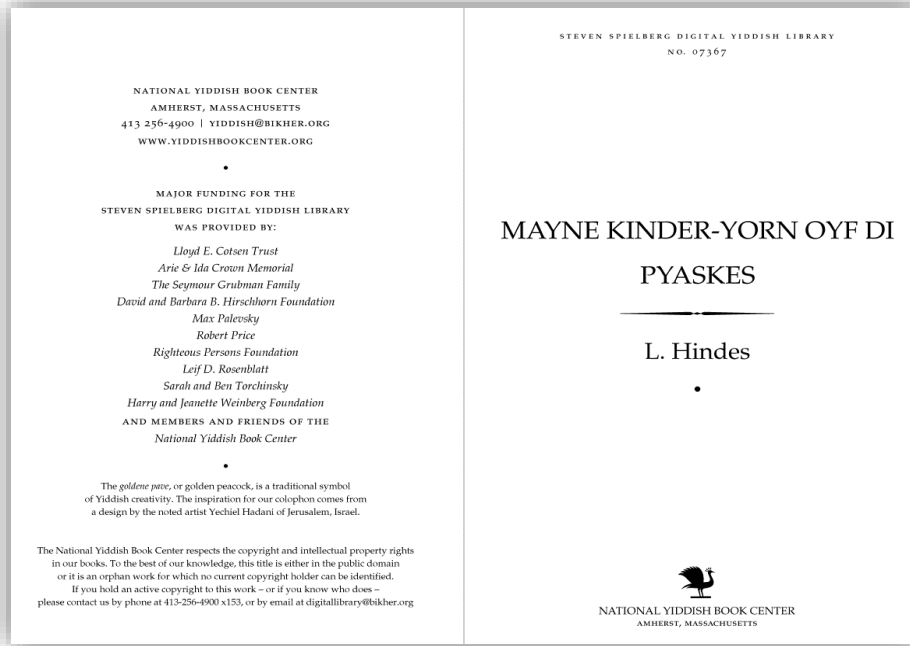 NATIONAL YIDDISH BOOK CENTER
AMHERST, MASSACHUSETTS
413 256-4900 | YIDDISH@BIKHER.ORG
WWW.YIDDISHBOOKCENTER.ORG
•
MAJOR FUNDING FOR THE
STEVEN SPIELBERG DIGITAL YIDDISH LIBRARY
WAS PROVIDED BY:
Lloyd E. Cotsen Trust
Arie & Ida Crown Memorial
The Seymour Grubman Family
David and Barbara B. Hirschhorn Foundation
Max Palevsky
Robert Price
Righteous Persons Foundation
Leif D. Rosenblatt
Sarah and Ben Torchinsky
Harry and Jeanette Weinberg Foundation
AND MEMBERS AND FRIENDS OF THE
National Yiddish Book Center
•
The goldene pave, or golden peacock, is a traditional symbol
of Yiddish creativity. The inspiration for our colophon comes from
a design by the noted artist Yechiel Hadani of Jerusalem, Israel.
The National Yiddish Book Center respects the copyright and intellectual property rights
in our books. To the best of our knowledge, this title is either in the public domain
or it is an orphan work for which no current copyright holder can be identified.
If you hold an active copyright to this work – or if you know who does –
please contact us by phone at 413-256-4900 x153, or by email at digitallibrary@bikher.org
STEVEN SPIELBERG DIGITAL YIDDISH LIBRARY
NO. 07367
MAYNE KINDER-YORN OYF DI
PYASKES
L. Hindes
•
NATIONAL YIDDISH BOOK CENTER
AMHERST, MASSACHUSETTS